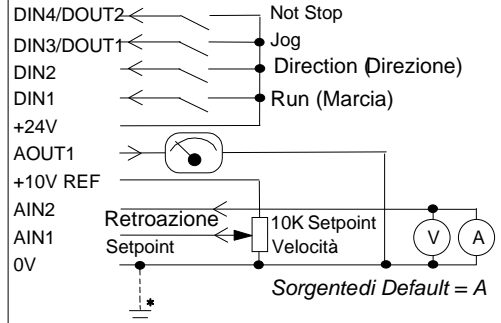 DIN4/DOUT2 Not Stop
DIN3/DOUT1 Jog
DIN2 Direction (Direzione)
DIN1 Run (Marcia)
+24V
AOUT1
+10V REF
AIN2 Retroazione 10K Setpoint
AIN1 Setpoint Velocità V A
0V
Sorgentedi Default = A
*